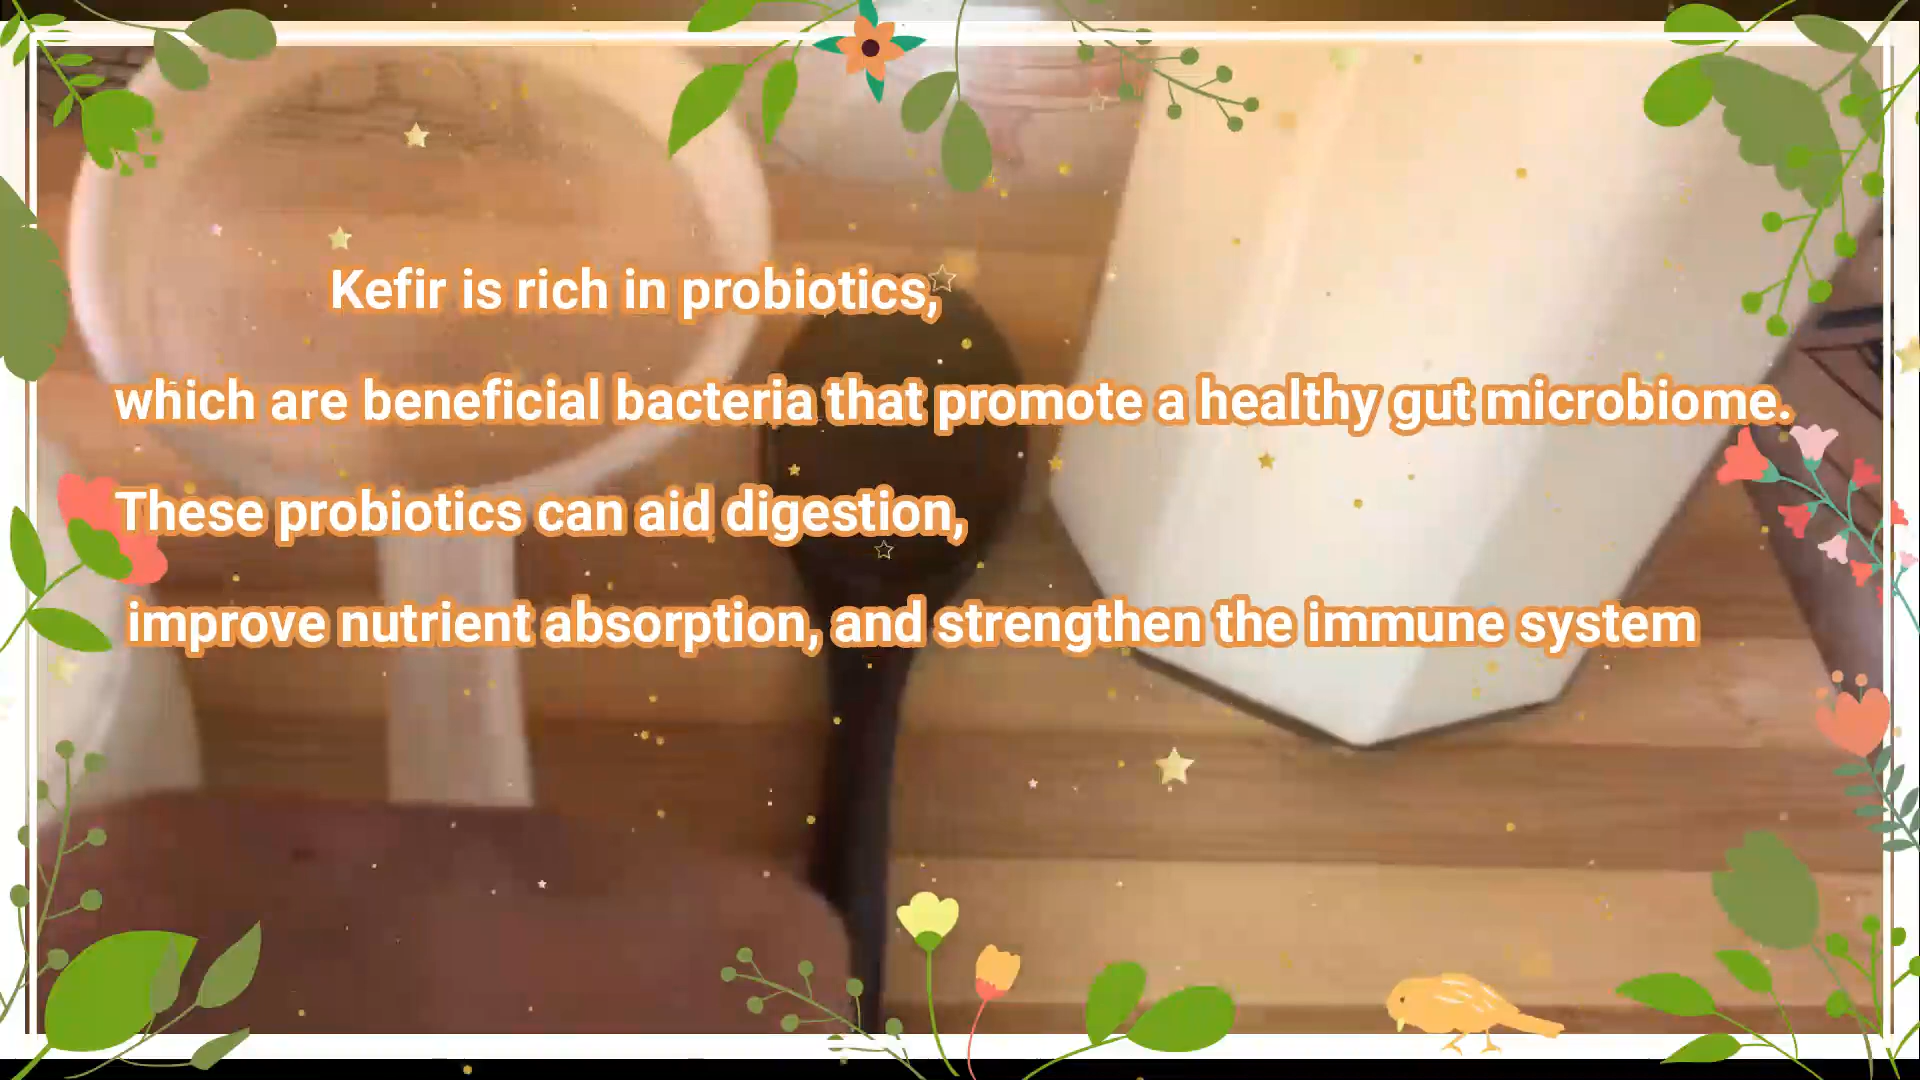 Kefir is rich in probiotics,
which are beneficial bacteria that promote a healthy gut microbiome.
These probiotics can aid digestion,
improve nutrient absorption, and strengthen the immune system